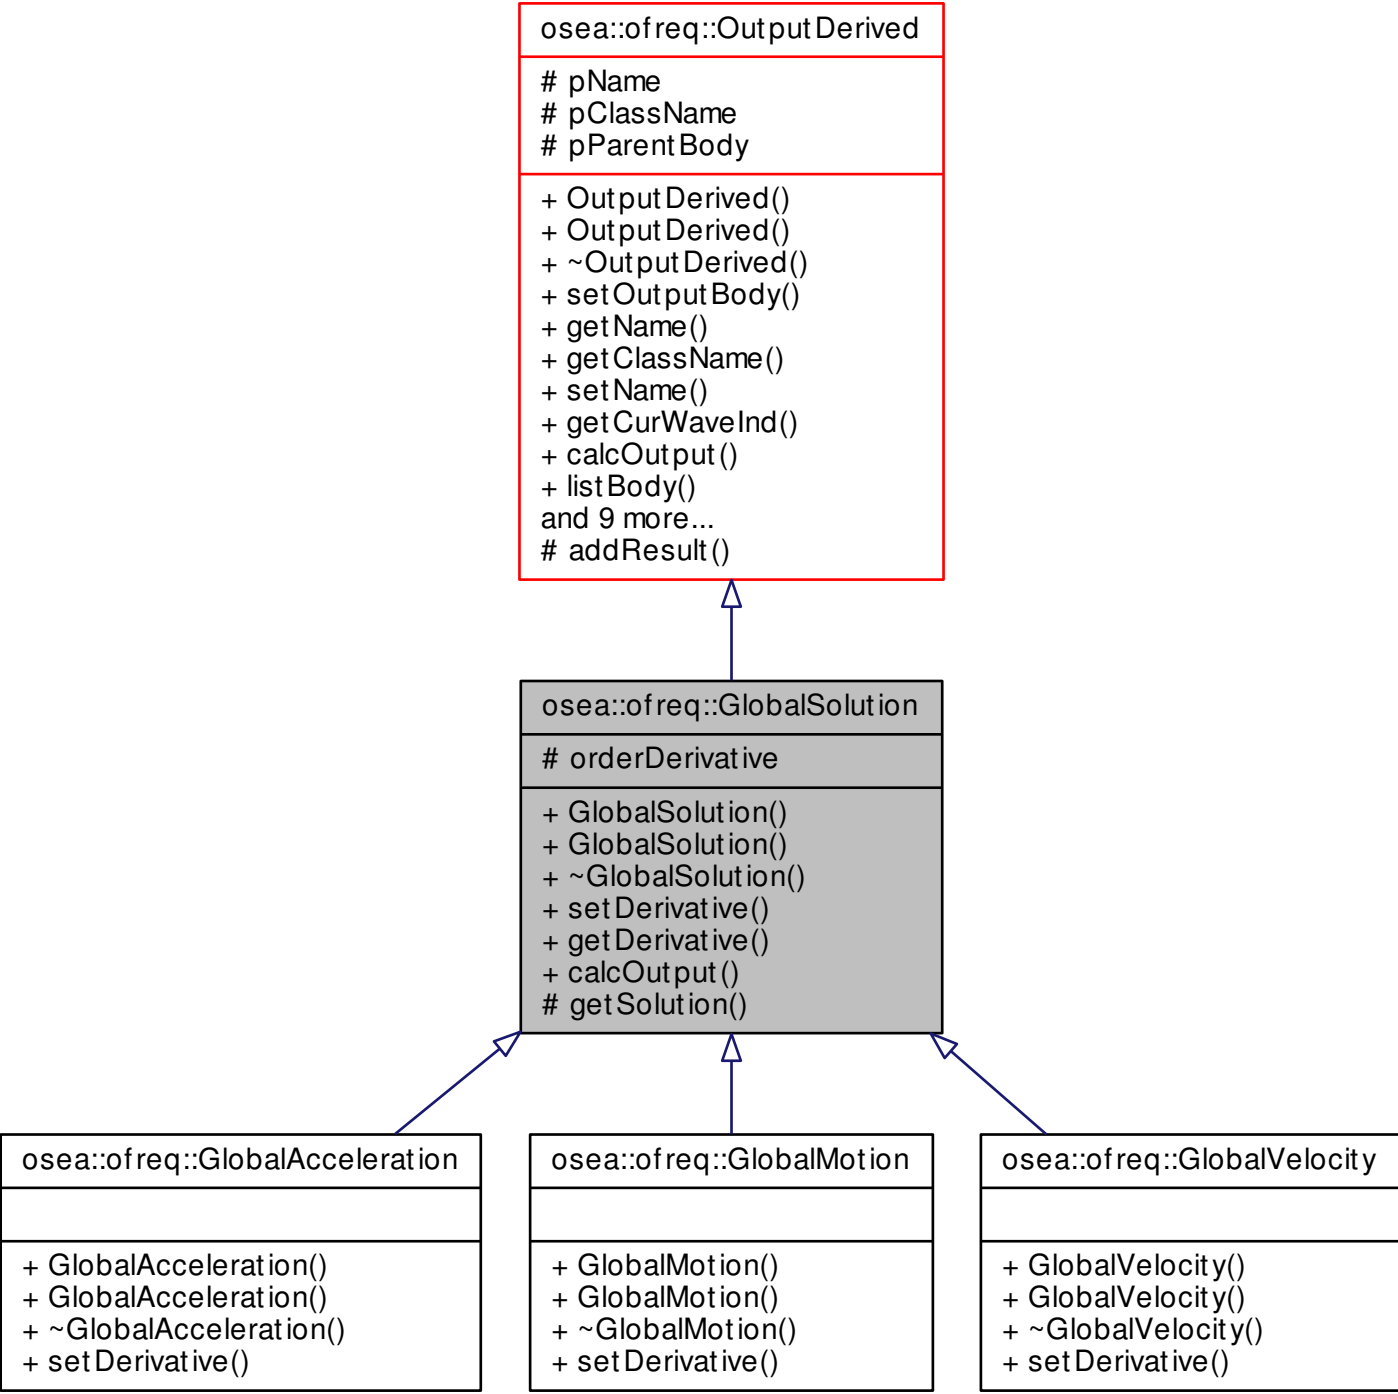 osea::ofreq::OutputDerived
# pName
# pClassName
# pParentBody
+ OutputDerived()
+ OutputDerived()
+ ~OutputDerived()
+ setOutputBody()
+ getName()
+ getClassName()
+ setName()
+ getCurWaveInd()
+ calcOutput()
+ listBody()
and 9 more...
# addResult()
osea::ofreq::GlobalSolution
# orderDerivative
+ GlobalSolution()
+ GlobalSolution()
+ ~GlobalSolution()
+ setDerivative()
+ getDerivative()
+ calcOutput()
# getSolution()
osea::ofreq::GlobalAcceleration
+ GlobalAcceleration()
+ GlobalAcceleration()
+ ~GlobalAcceleration()
+ setDerivative()
osea::ofreq::GlobalMotion
+ GlobalMotion()
+ GlobalMotion()
+ ~GlobalMotion()
+ setDerivative()
osea::ofreq::GlobalVelocity
+ GlobalVelocity()
+ GlobalVelocity()
+ ~GlobalVelocity()
+ setDerivative()